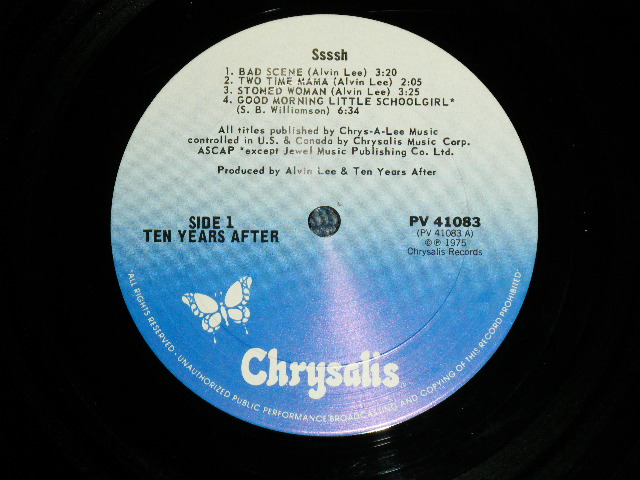 Ssssh
1. BAD SCENE (Alvin Lee) 3:20
2. TWO TIME MAMA (Alvin Lee) 2:05
3. STONED WOMAN (Alvin Lee) 3:25
4. GOOD MORNING LITTLE SCHOOLGIRL*
(S. B. Williamson) 6:34
All titles published by Chrys-A-Lee Music
controlled in U.S. & Canada by Chrysalis Music Corp.
ASCAP *except Jewel Music Publishing Co. Ltd.
Produced by Alvin Lee & Ten Years After
SIDE 1
TEN YEARS AFTER
PV 41083
(PV 41083 A)
© ℗ 1975
Chrysalis Records
Chrysalis
ALL RIGHTS RESERVED · UNAUTHORIZED PUBLIC PERFORMANCE BROADCASTING AND COPYING OF THIS RECORD PROHIBITED